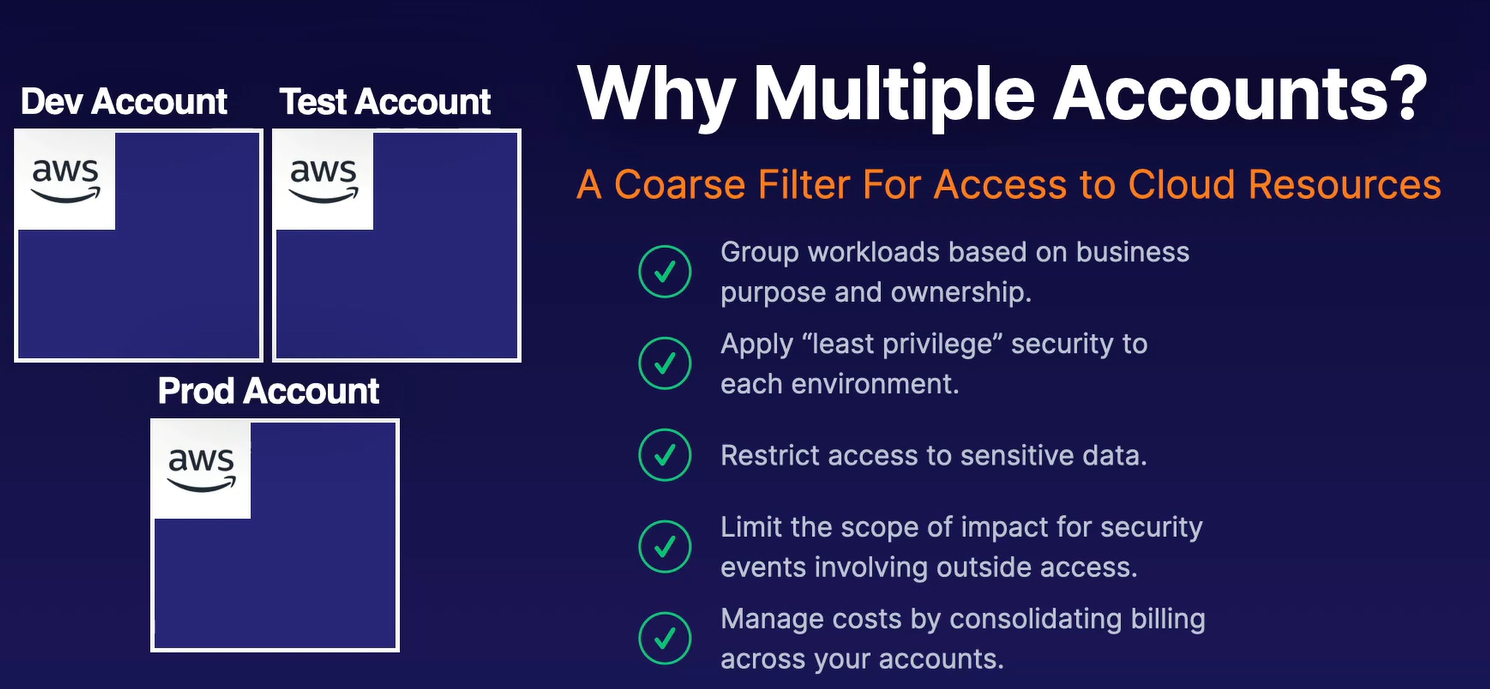 Why Multiple Accounts?
A Coarse Filter For Access to Cloud Resources
Dev Account
aws
Test Account
aws
Prod Account
aws
Group workloads based on business
purpose and ownership.
Apply “least privilege” security to
each environment.
Restrict access to sensitive data.
Limit the scope of impact for security
events involving outside access.
Manage costs by consolidating billing
across your accounts.